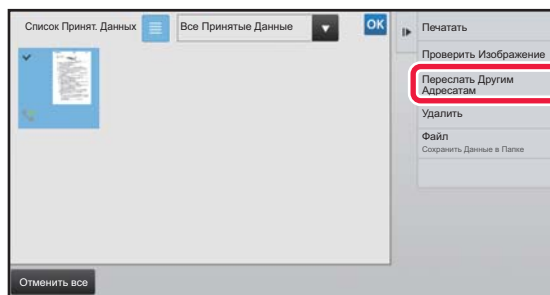 Список Принят. Данных
Все Принятые Данные
OK
Печатать
Проверить Изображение
Переслать Другим
Адресатам
Удалить
Файл
Сохранить Данные в Папке
Отменить все